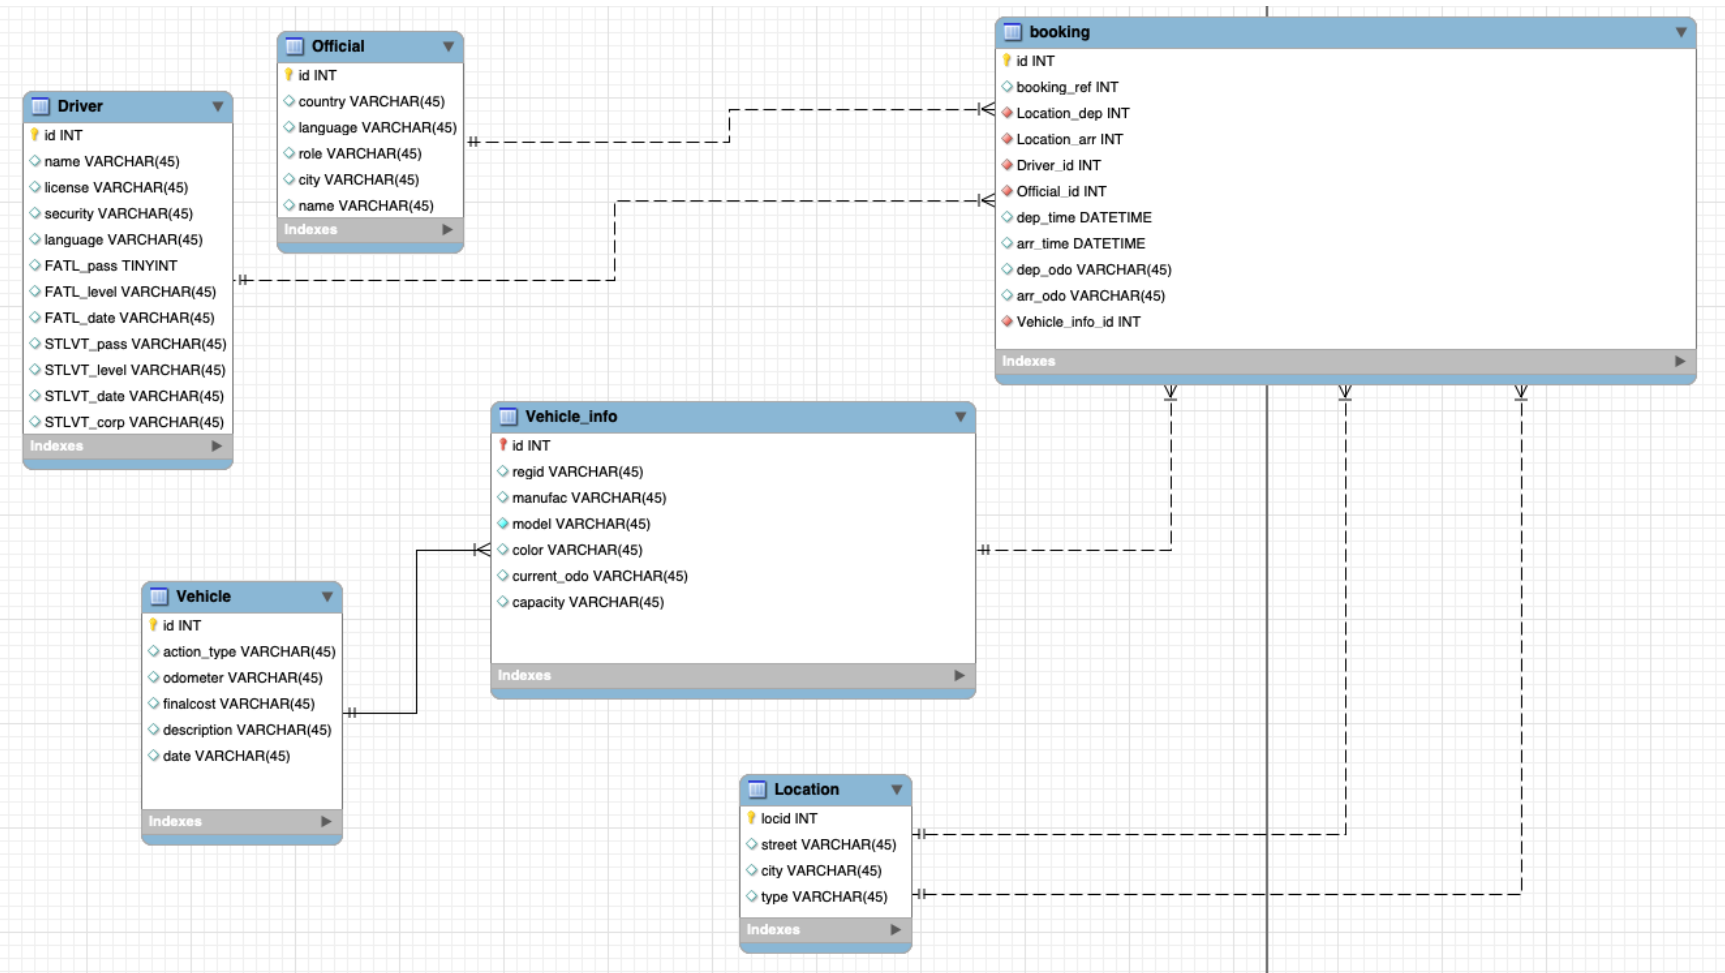 Official
id INT
country VARCHAR(45)
language VARCHAR(45)
role VARCHAR(45)
city VARCHAR(45)
name VARCHAR(45)
Indexes
Driver
id INT
name VARCHAR(45)
license VARCHAR(45)
security VARCHAR(45)
language VARCHAR(45)
FATL_pass TINYINT
FATL_level VARCHAR(45)
FATL_date VARCHAR(45)
STLVT_pass VARCHAR(45)
STLVT_level VARCHAR(45)
STLVT_date VARCHAR(45)
STLVT_corp VARCHAR(45)
Indexes
booking
id INT
booking_ref INT
Location_dep INT
Location_arr INT
Driver_id INT
Official_id INT
dep_time DATETIME
arr_time DATETIME
dep_odo VARCHAR(45)
arr_odo VARCHAR(45)
Vehicle_info_id INT
Indexes
Vehicle_info
id INT
regid VARCHAR(45)
manufac VARCHAR(45)
model VARCHAR(45)
color VARCHAR(45)
current_odo VARCHAR(45)
capacity VARCHAR(45)
Indexes
Vehicle
id INT
action_type VARCHAR(45)
odometer VARCHAR(45)
finalcost VARCHAR(45)
description VARCHAR(45)
date VARCHAR(45)
Indexes
Location
locid INT
street VARCHAR(45)
city VARCHAR(45)
type VARCHAR(45)
Indexes